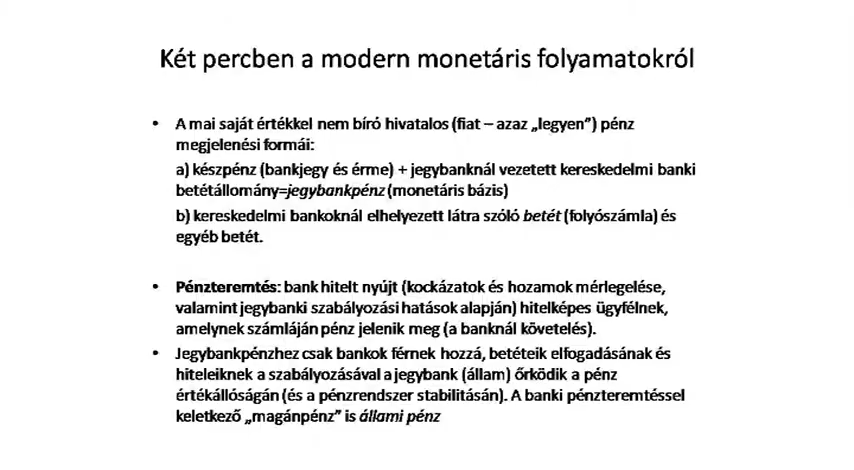 Két percben a modern monetáris folyamatokról
• A mai saját értékkel nem bíró hivatalos (fiat – azaz „legyen”) pénz
megjelenési formái:
a) készpénz (bankjegy és érme) + jegybanknál vezetett kereskedelmi banki
betétállomány=jegybankpénz (monetáris bázis)
b) kereskedelmi bankoknál elhelyezett látra szóló betét (folyószámla) és
egyéb betét.
• Pénzteremtés: bank hitelt nyújt (kockázatok és hozamok mérlegelése,
valamint jegybanki szabályozási hatások alapján) hitelképes ügyfélnek,
amelynek számláján pénz jelenik meg (a banknál követelés).
• Jegybankpénzhez csak bankok férnek hozzá, betéteik elfogadásának és
hiteleiknek a szabályozásával a jegybank (állam) őrködik a pénz
értékállóságán (és a pénzrendszer stabilitásán). A banki pénzteremtéssel
keletkező „magánpénz” is állami pénz